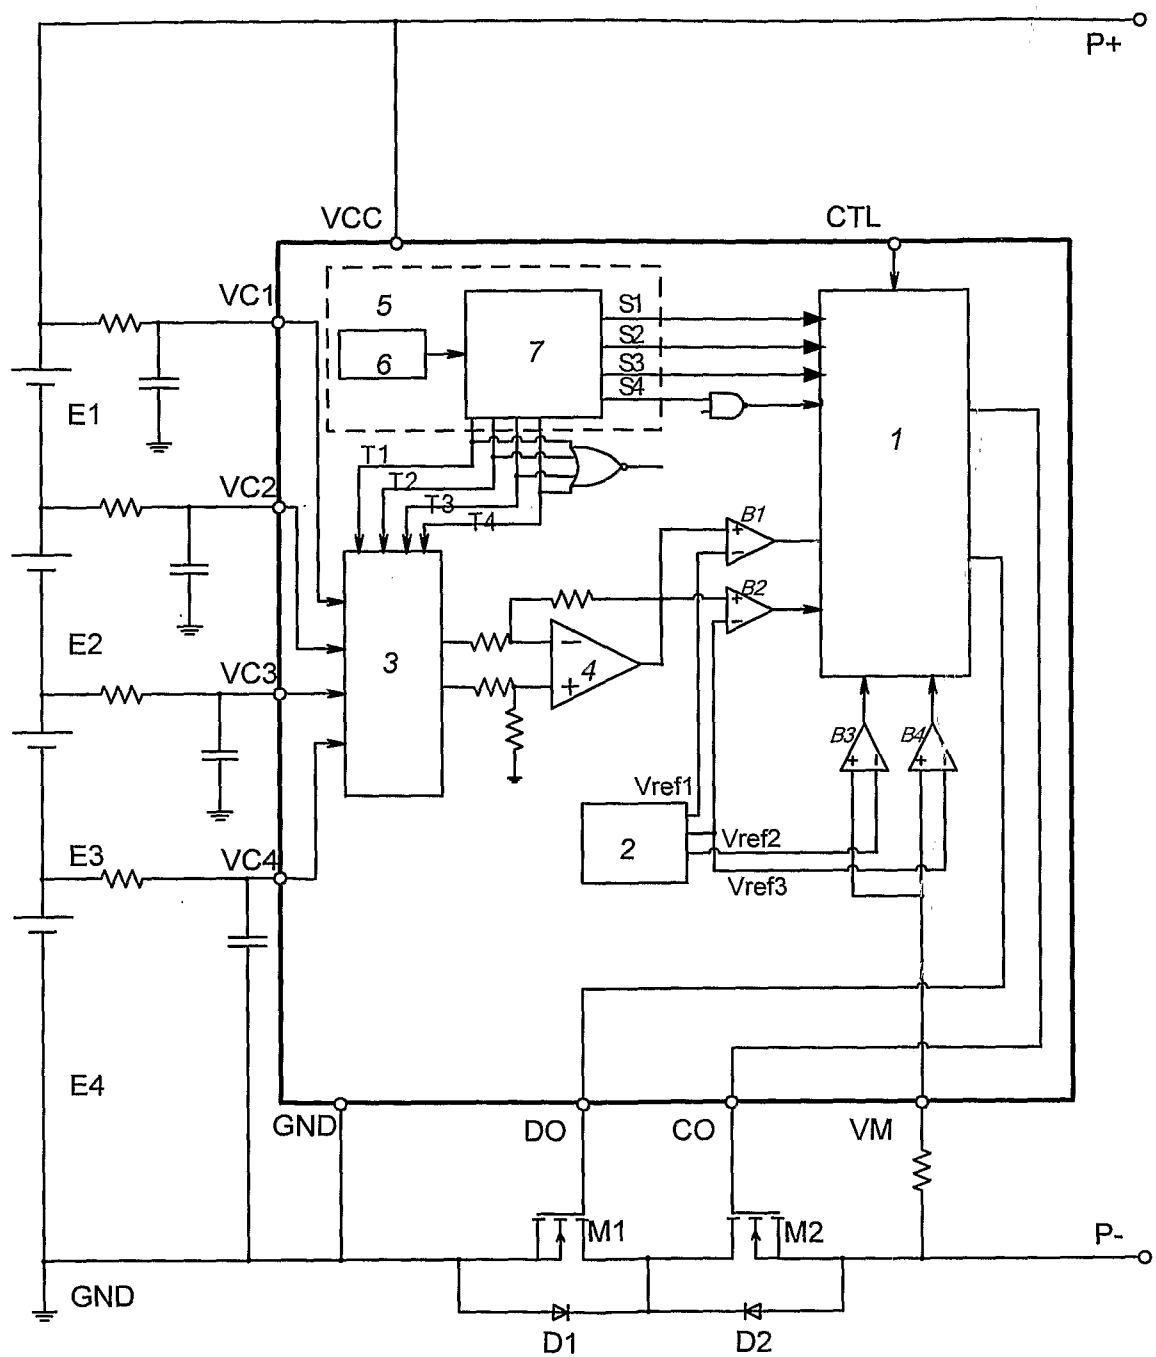 P+
VCC
CTL
VC1
5
S1
S2
7
6
S3
S4
E1
1
T1
VC2
T2
T3
T4
B1
+
−
B2
+
−
E2
3
−
4
+
VC3
B3
B4
+ −
+ −
Vref1
E3
VC4
2
Vref2
Vref3
E4
GND
DO
CO
VM
M1
M2
P-
GND
D1
D2